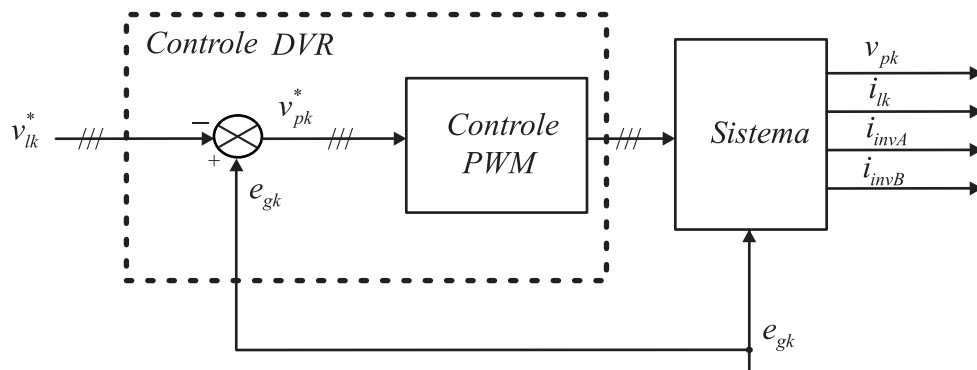 Controle DVR
v*lk
−
+
v*pk
Controle
PWM
Sistema
vpk
ilk
iinvA
iinvB
egk
egk